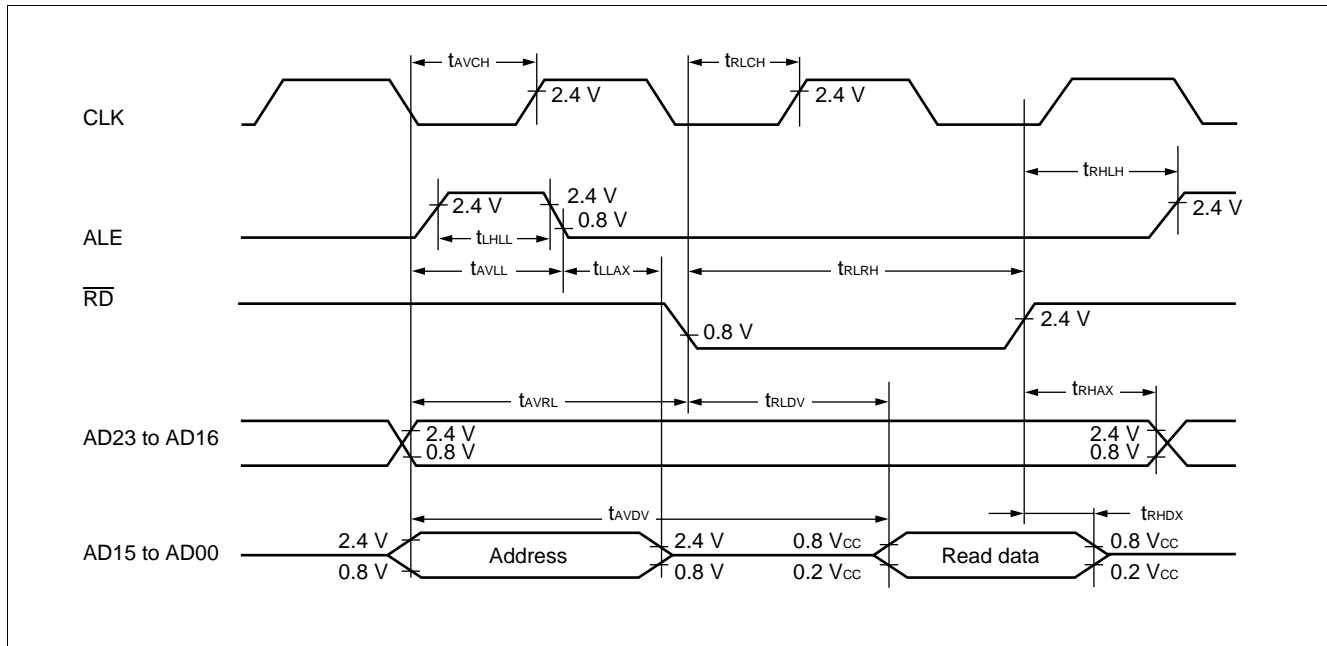 tAVCH
tRLCH
CLK
2.4 V
2.4 V
tRHLH
ALE
2.4 V
2.4 V
0.8 V
2.4 V
tLHLL
tAVLL
tLLAX
tRLRH
RD
0.8 V
2.4 V
tAVRL
tRLDV
tRHAX
AD23 to AD16
2.4 V
0.8 V
2.4 V
0.8 V
tAVDV
tRHDX
AD15 to AD00
2.4 V
0.8 V
Address
2.4 V
0.8 V
0.8 VCC
0.2 VCC
Read data
0.8 VCC
0.2 VCC